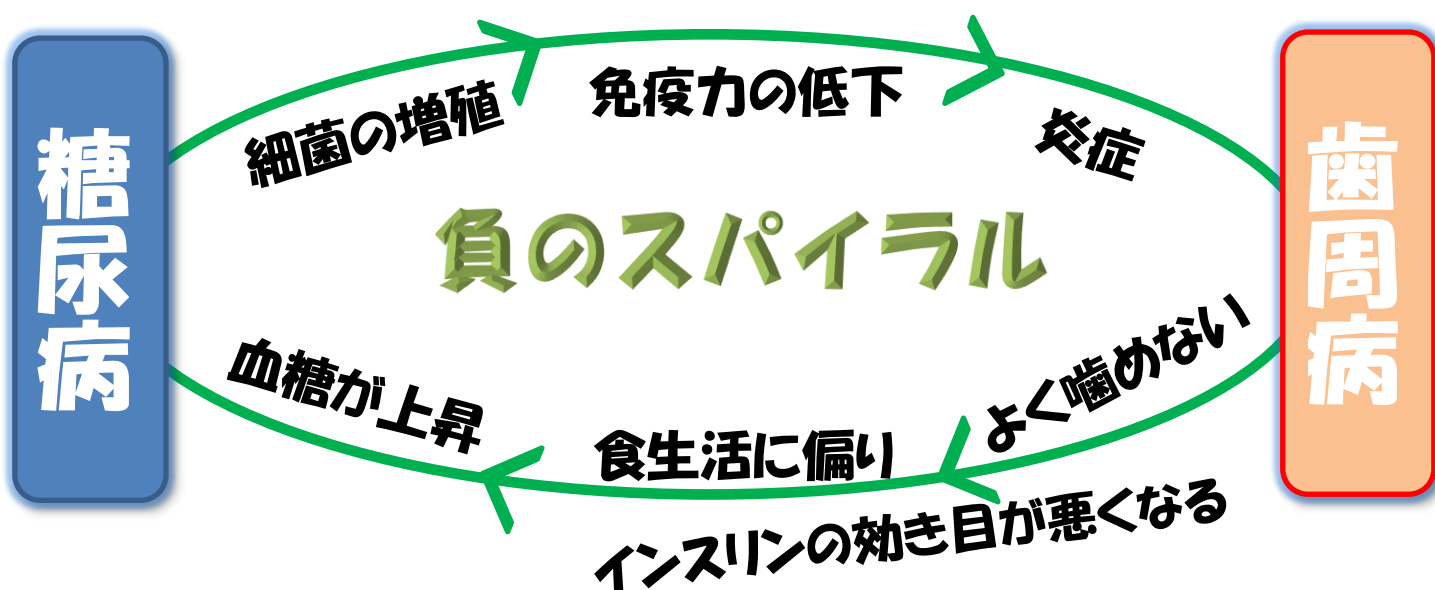 糖尿病
細菌の増殖
免疫力の低下
炎症
歯周病
負のスパイラル
よく噛めない
食生活に偏り
血糖が上昇
インスリンの効き目が悪くなる